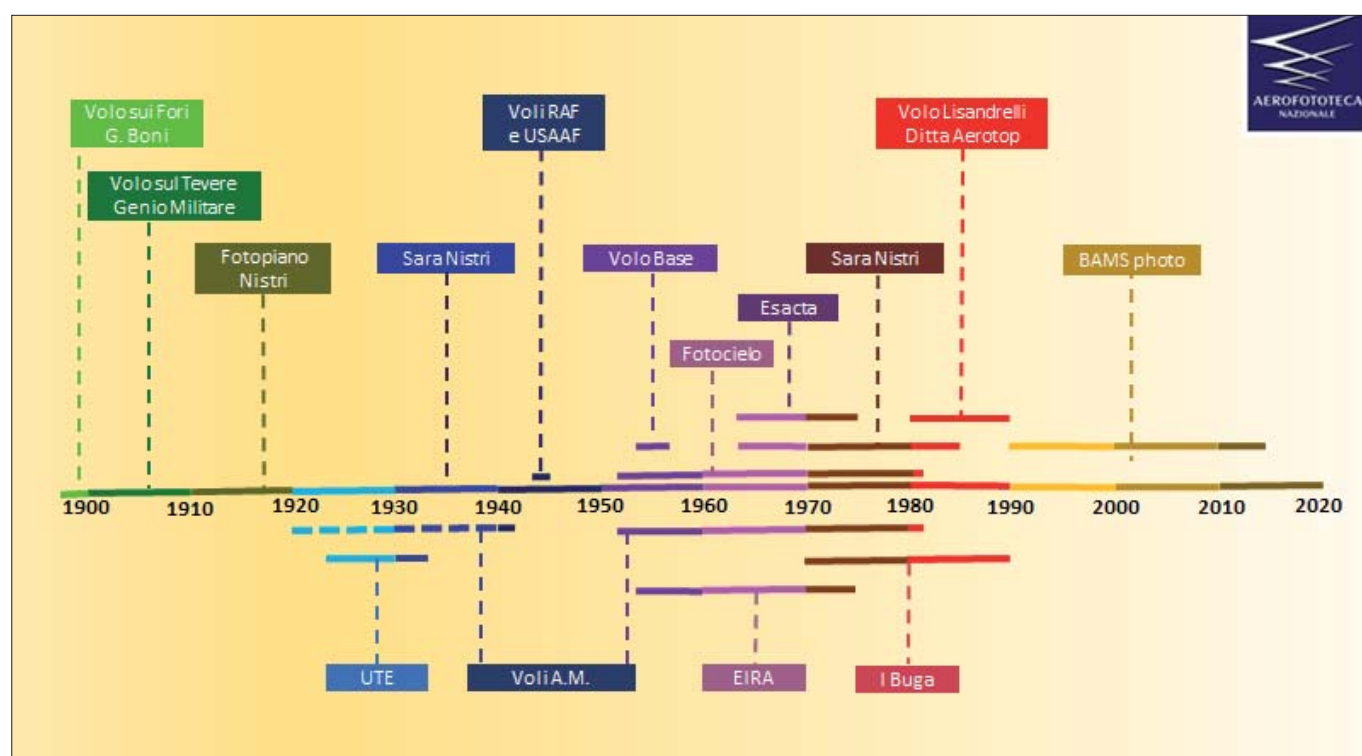 AEROFOTOTECA
NAZIONALE
Volo sui Fori
G. Boni
Voli RAF
e USAAF
Volo Lisandrelli
Ditta Aerotop
Volo sul Tevere
Genio Militare
Fotopiano
Nistri
Sara Nistri
Volo Base
Sara Nistri
BAMS photo
Esacta
Fotocielo
1900 1910 1920 1930 1940 1950 1960 1970 1980 1990 2000 2010 2020
UTE
Voli A.M.
EIRA
I Buga